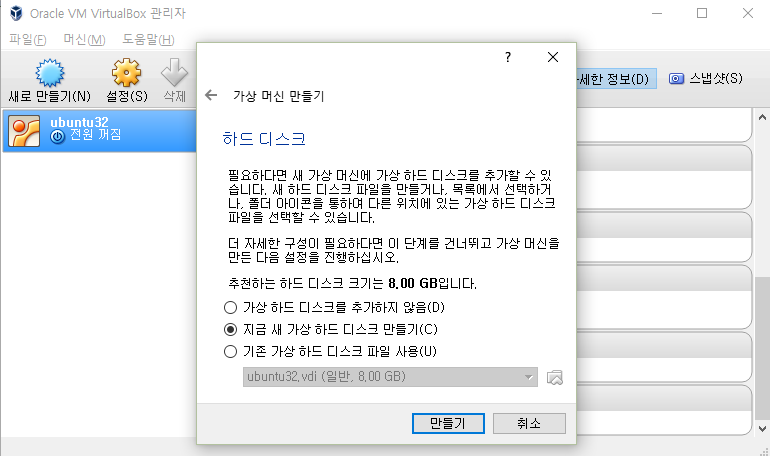 Oracle VM VirtualBox 관리자
파일(F) 머신(M) 도움말(H)
새로 만들기(N) 설정(S) 삭제
세한 정보(D) 스냅샷(S)
ubuntu32
전원 꺼짐
?
가상 머신 만들기
하드 디스크
필요하다면 새 가상 머신에 가상 하드 디스크를 추가할 수 있
습니다. 새 하드 디스크 파일을 만들거나, 목록에서 선택하거
나, 폴더 아이콘을 통하여 다른 위치에 있는 가상 하드 디스크
파일을 선택할 수 있습니다.
더 자세한 구성이 필요하다면 이 단계를 건너뛰고 가상 머신을
만든 다음 설정을 진행하십시오.
추천하는 하드 디스크 크기는 8.00 GB입니다.
가상 하드 디스크를 추가하지 않음(D)
지금 새 가상 하드 디스크 만들기(C)
기존 가상 하드 디스크 파일 사용(U)
ubuntu32.vdi (일반, 8.00 GB)
만들기 취소